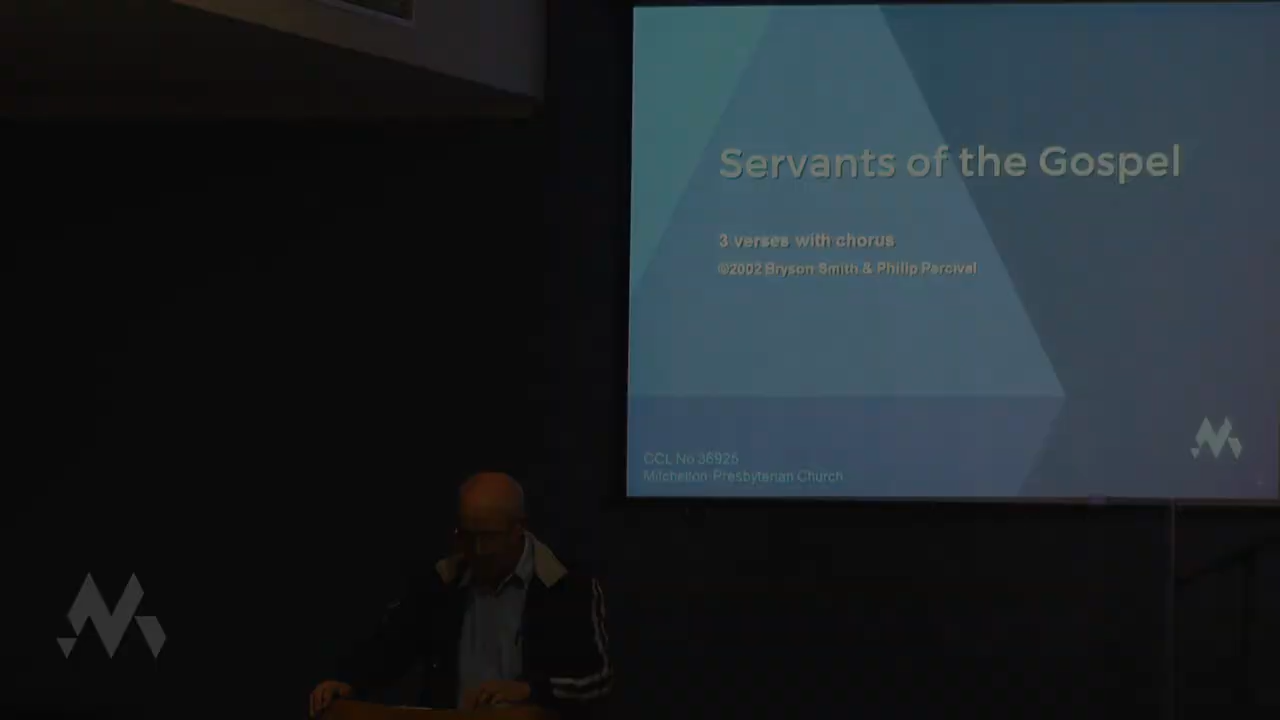 Servants of the Gospel
3 verses with chorus
©2002 Bryson Smith & Philip Percival
CCL No 36925
Mitchelton Presbyterian Church